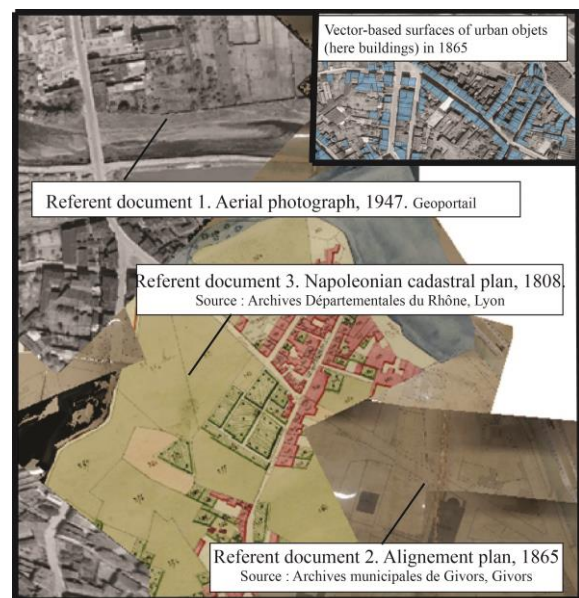 Vector-based surfaces of urban objets
(here buildings) in 1865
Referent document 1. Aerial photograph, 1947. Geoportail
Referent document 3. Napoleonian cadastral plan, 1808.
Source : Archives Départementales du Rhône, Lyon
Referent document 2. Alignement plan, 1865
Source : Archives municipales de Givors, Givors